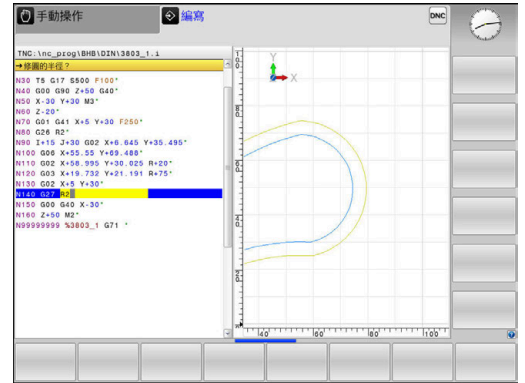 手動操作
編寫
DNC
TNC:\nc_prog\BHB\DIN\3803_1.i
→修圓的半徑?
N30 T5 G17 S500 F100*
N40 G00 G90 Z+50 G40*
N50 X-30 Y+30 M3*
N60 Z-20*
N70 G01 G41 X+5 Y+30 F250*
N80 G26 R2*
N90 I+15 J+30 G02 X+6.645 Y+35.495*
N100 G06 X+55.55 Y+69.488*
N110 G02 X+58.995 Y+30.025 R+20*
N120 G03 X+19.732 Y+21.191 R+75*
N130 G02 X+5 Y+30*
N140 G27 R2
N150 G00 G40 X-30*
N160 Z+50 M2*
N99999999 %3803_1 G71 *
Y
X
40
60
80
100